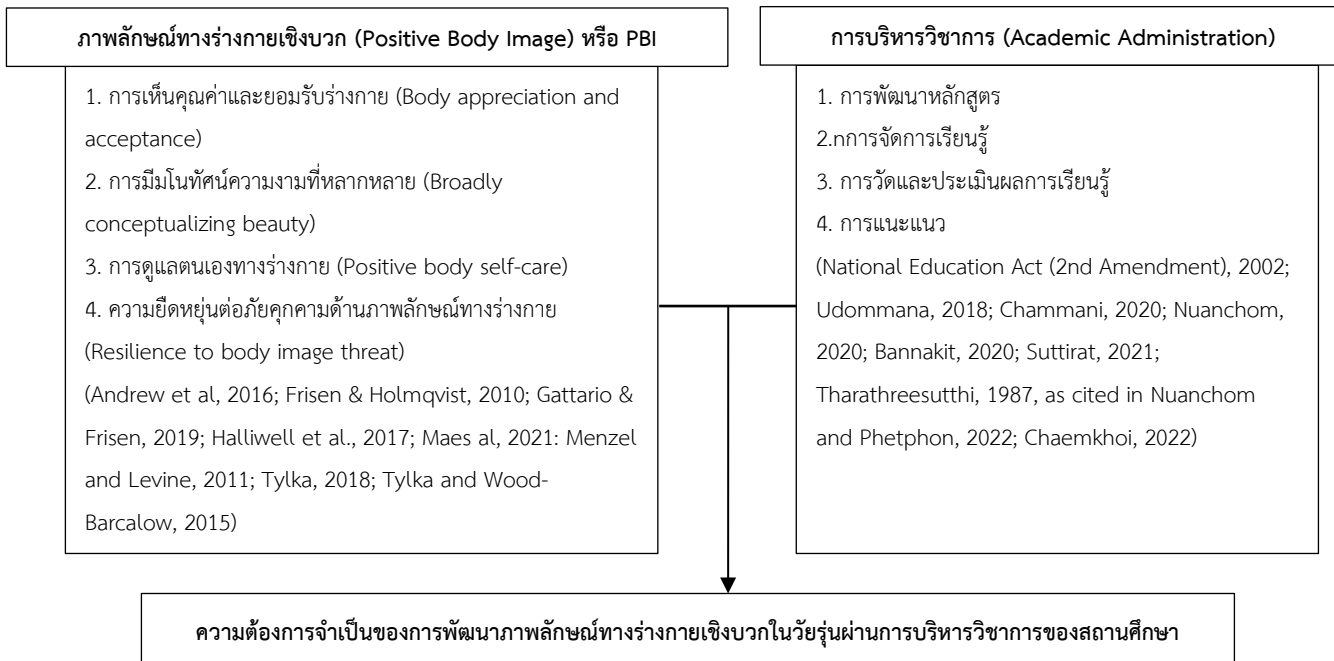 ภาพลักษณ์ทางร่างกายเชิงบวก (Positive Body Image) หรือ PBI
1. การเห็นคุณค่าและยอมรับร่างกาย (Body appreciation and
acceptance)
2. การมีมโนทัศน์ความงามที่หลากหลาย (Broadly
conceptualizing beauty)
3. การดูแลตนเองทางร่างกาย (Positive body self-care)
4. ความยืดหยุ่นต่อภัยคุกคามด้านภาพลักษณ์ทางร่างกาย
(Resilience to body image threat)
(Andrew et al, 2016; Frisen & Holmqvist, 2010; Gattario &
Frisen, 2019; Halliwell et al., 2017; Maes al, 2021: Menzel
and Levine, 2011; Tylka, 2018; Tylka and Wood-
Barcalow, 2015)
การบริหารวิชาการ (Academic Administration)
1. การพัฒนาหลักสูตร
2.nการจัดการเรียนรู้
3. การวัดและประเมินผลการเรียนรู้
4. การแนะแนว
(National Education Act (2nd Amendment), 2002;
Udommana, 2018; Chammani, 2020; Nuanchom,
2020; Bannakit, 2020; Suttirat, 2021;
Tharathreesutthi, 1987, as cited in Nuanchom
and Phetphon, 2022; Chaemkhoi, 2022)
ความต้องการจำเป็นของการพัฒนาภาพลักษณ์ทางร่างกายเชิงบวกในวัยรุ่นผ่านการบริหารวิชาการของสถานศึกษา